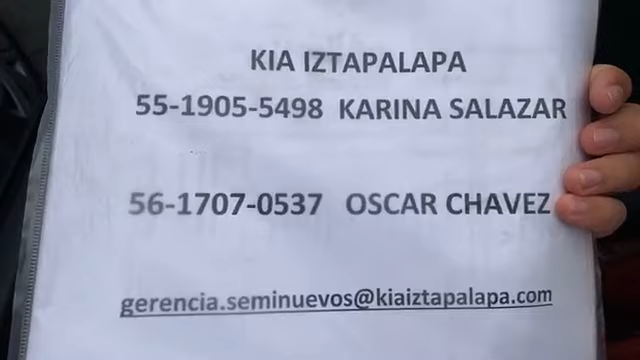 KIA IZTAPALAPA
55-1905-5498 KARINA SALAZAR
56-1707-0537 OSCAR CHAVEZ
gerencia.seminuevos@kiaiztapalapa.com